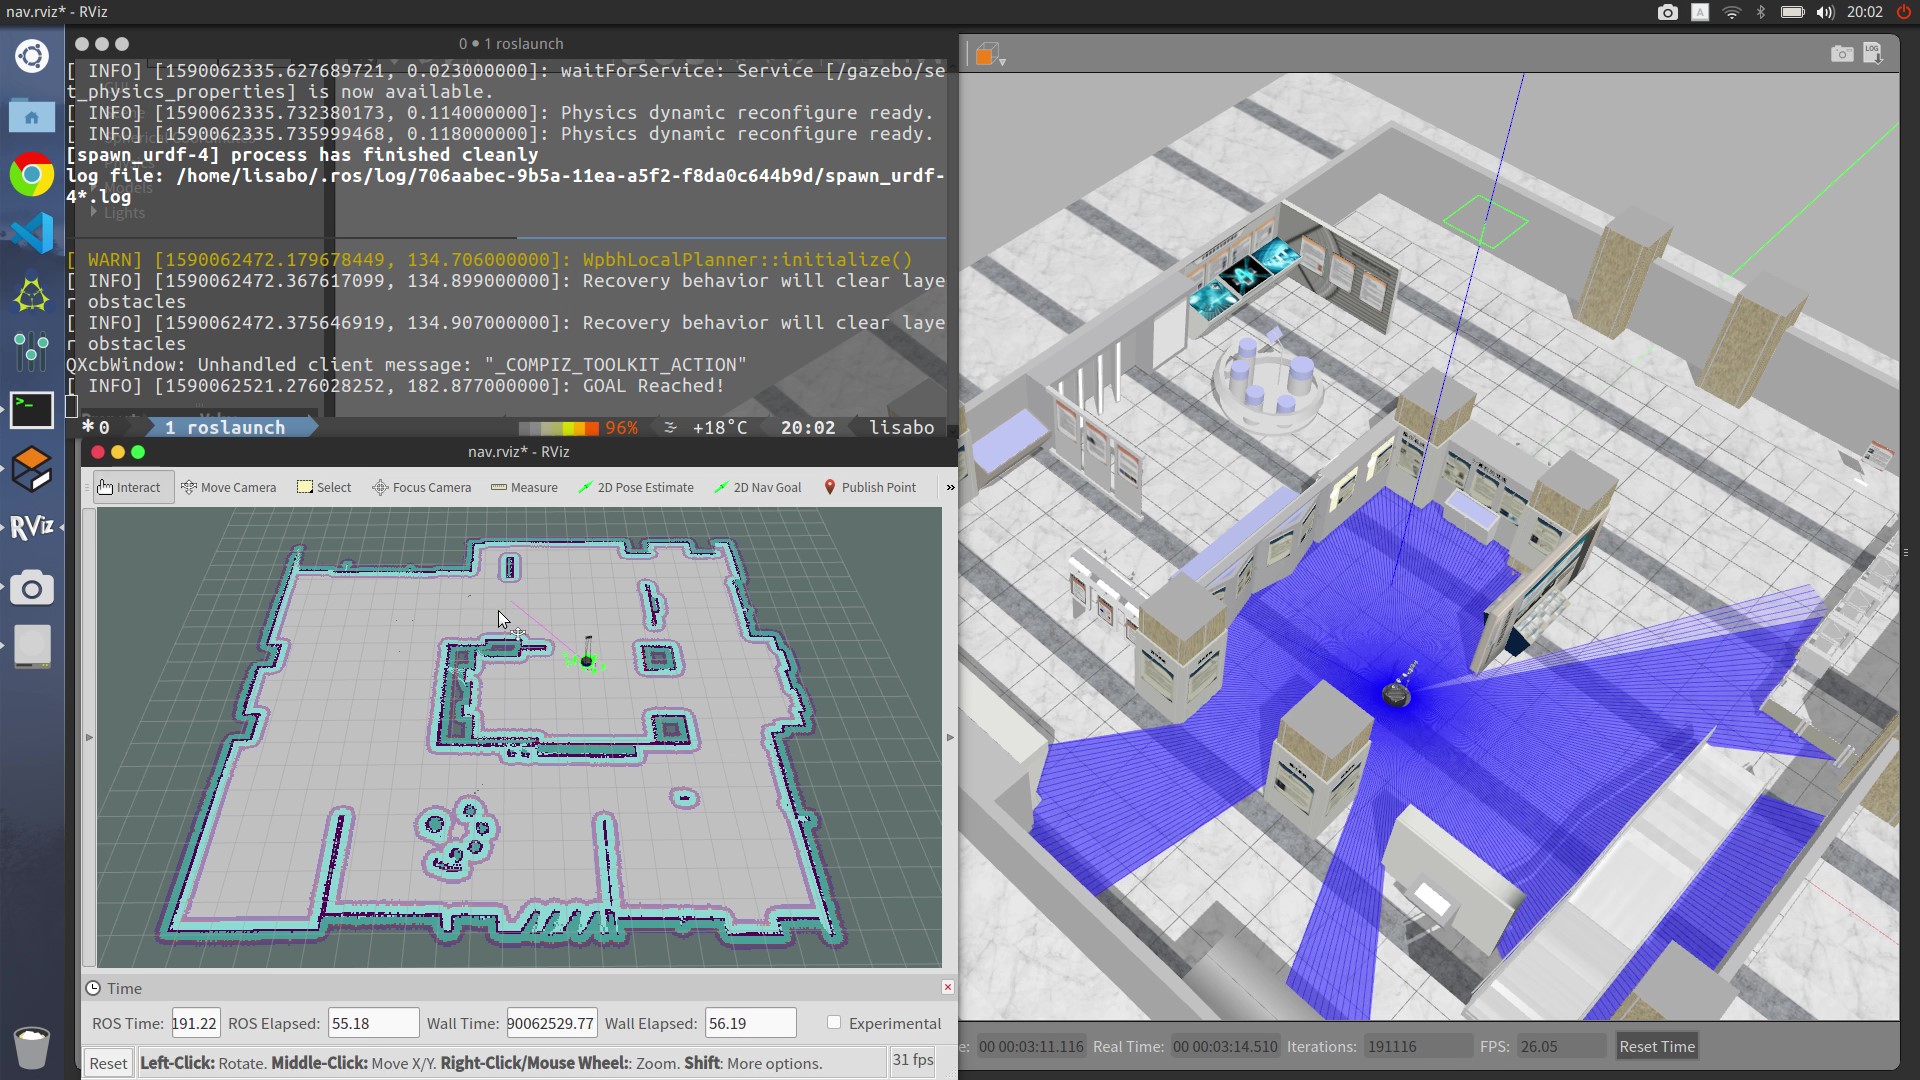 nav.rviz* - RViz
A
20:02
0 ● 1 roslaunch
[ INFO] [1590062335.627689721, 0.023000000]: waitForService: Service [/gazebo/se
t_physics_properties] is now available.
[ INFO] [1590062335.732380173, 0.114000000]: Physics dynamic reconfigure ready.
[ INFO] [1590062335.735999468, 0.118000000]: Physics dynamic reconfigure ready.
[spawn_urdf-4] process has finished cleanly
log file: /home/lisabo/.ros/log/706aabec-9b5a-11ea-a5f2-f8da0c644b9d/spawn_urdf-
4*.log
Models
Lights
[ WARN] [1590062472.179678449, 134.706000000]: WpbhLocalPlanner::initialize()
[ INFO] [1590062472.367617099, 134.899000000]: Recovery behavior will clear laye
r obstacles
[ INFO] [1590062472.375646919, 134.907000000]: Recovery behavior will clear laye
r obstacles
QXcbWindow: Unhandled client message: "_COMPIZ_TOOLKIT_ACTION"
[ INFO] [1590062521.276028252, 182.877000000]: GOAL Reached!
*0 1 roslaunch 96% +18°C 20:02 lisabo
nav.rviz* - RViz
Interact Move Camera Select Focus Camera Measure 2D Pose Estimate 2D Nav Goal Publish Point »
RViz
Time
ROS Time: 191.22 ROS Elapsed: 55.18 Wall Time: 90062529.77 Wall Elapsed: 56.19 Experimental
Reset Left-Click: Rotate. Middle-Click: Move X/Y. Right-Click/Mouse Wheel:: Zoom. Shift: More options. 31 fps
LOG
e: 00 00:03:11.116 Real Time: 00 00:03:14.510 Iterations: 191116 FPS: 26.05 Reset Time